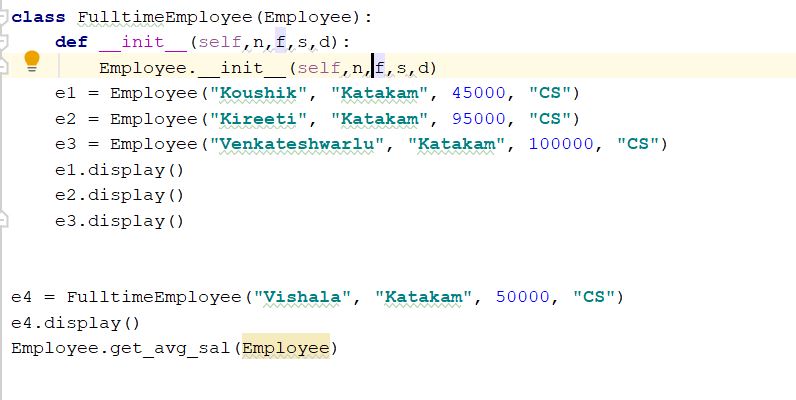 class FulltimeEmployee(Employee):
    def __init__(self,n,f,s,d):
        Employee.__init__(self,n,f,s,d)
    e1 = Employee("Koushik", "Katakam", 45000, "CS")
    e2 = Employee("Kireeti", "Katakam", 95000, "CS")
    e3 = Employee("Venkateshwarlu", "Katakam", 100000, "CS")
    e1.display()
    e2.display()
    e3.display()
e4 = FulltimeEmployee("Vishala", "Katakam", 50000, "CS")
e4.display()
Employee.get_avg_sal(Employee)